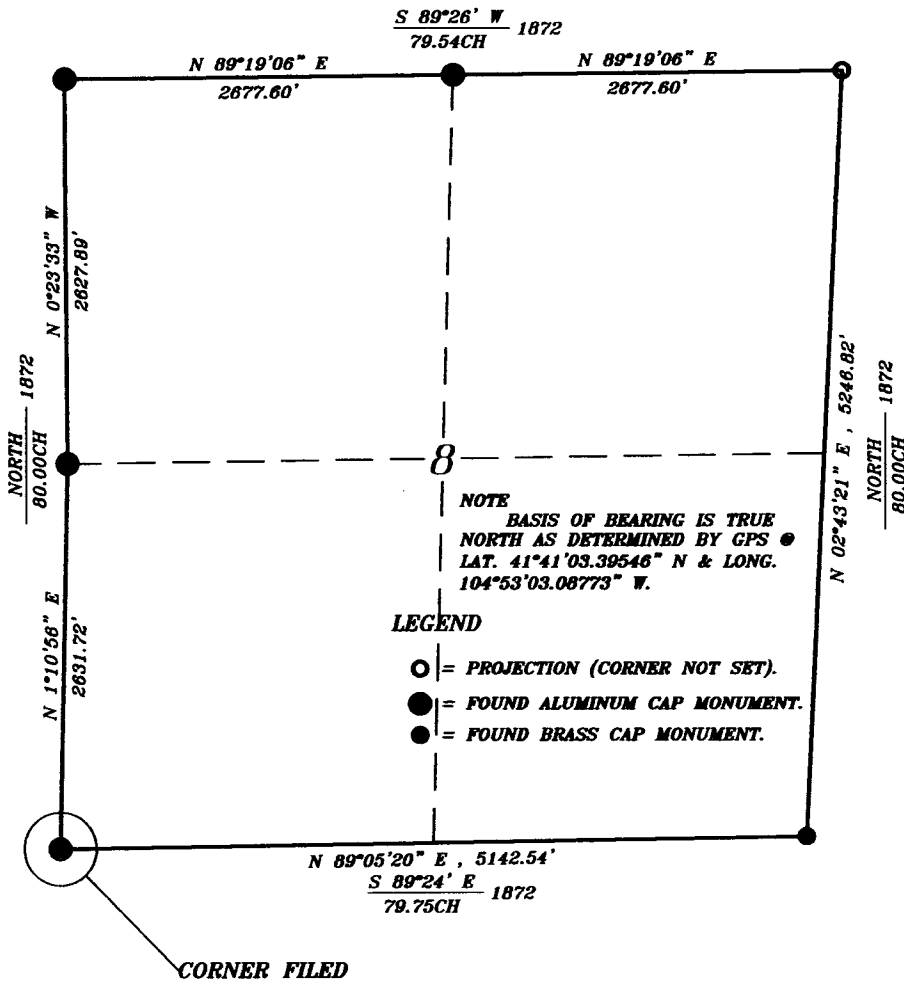 S 89°26' W
79.54CH
1872
N 89°19'06" E
2677.60'
N 89°19'06" E
2677.60'
N 0°23'33" W
2627.89'
NORTH
80.00CH
1872
N 1°10'56" E
2631.72'
8
N 02°43'21" E , 5246.82'
NORTH
80.00CH
1872
NOTE
BASIS OF BEARING IS TRUE
NORTH AS DETERMINED BY GPS @
LAT. 41°41'03.39546" N & LONG.
104°53'03.08773" W.
LEGEND
= PROJECTION (CORNER NOT SET).
= FOUND ALUMINUM CAP MONUMENT.
= FOUND BRASS CAP MONUMENT.
N 89°05'20" E , 5142.54'
S 89°24' E
79.75CH
1872
CORNER FILED